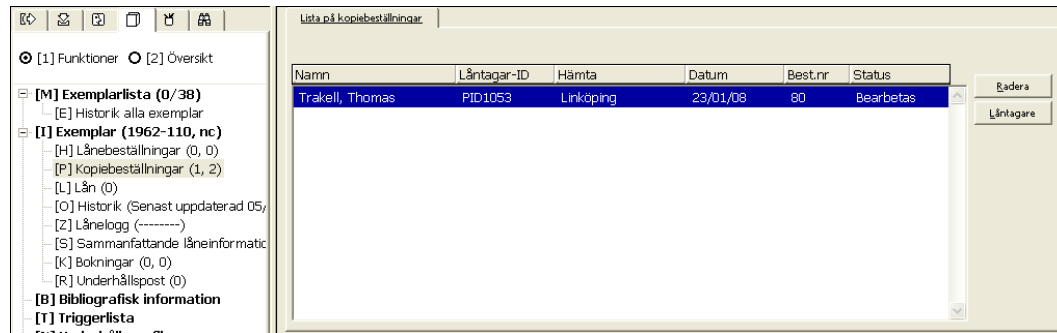 [1] Funktioner [2] Översikt
[M] Exemplarlista (0/38)
[E] Historik alla exemplar
[I] Exemplar (1962-110, nc)
[H] Lånebeställningar (0, 0)
[P] Kopiebeställningar (1, 2)
[L] Lån (0)
[O] Historik (Senast uppdaterad 05/
[Z] Lånelogg (--------)
[S] Sammanfattande låneinformatic
[K] Bokningar (0, 0)
[R] Underhållspost (0)
[B] Bibliografisk information
[T] Triggerlista
Lista på kopiebeställningar
Namn Låntagar-ID Hämta Datum Best.nr Status
Trakell, Thomas PID1053 Linköping 23/01/08 80 Bearbetas
Radera
Låntagare